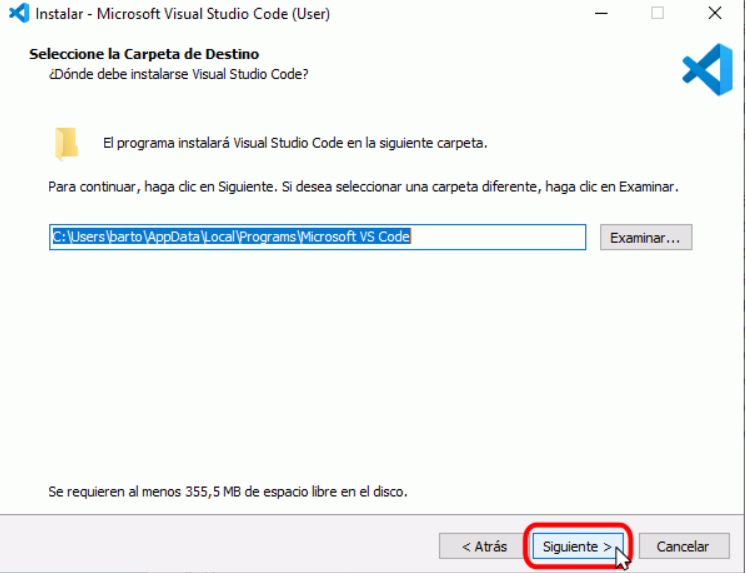 Instalar - Microsoft Visual Studio Code (User)
Seleccione la Carpeta de Destino
¿Dónde debe instalarse Visual Studio Code?
El programa instalará Visual Studio Code en la siguiente carpeta.
Para continuar, haga clic en Siguiente. Si desea seleccionar una carpeta diferente, haga clic en Examinar.
C:\Users\barto\AppData\Local\Programs\Microsoft VS Code
Examinar...
Se requieren al menos 355,5 MB de espacio libre en el disco.
< Atrás
Siguiente >
Cancelar